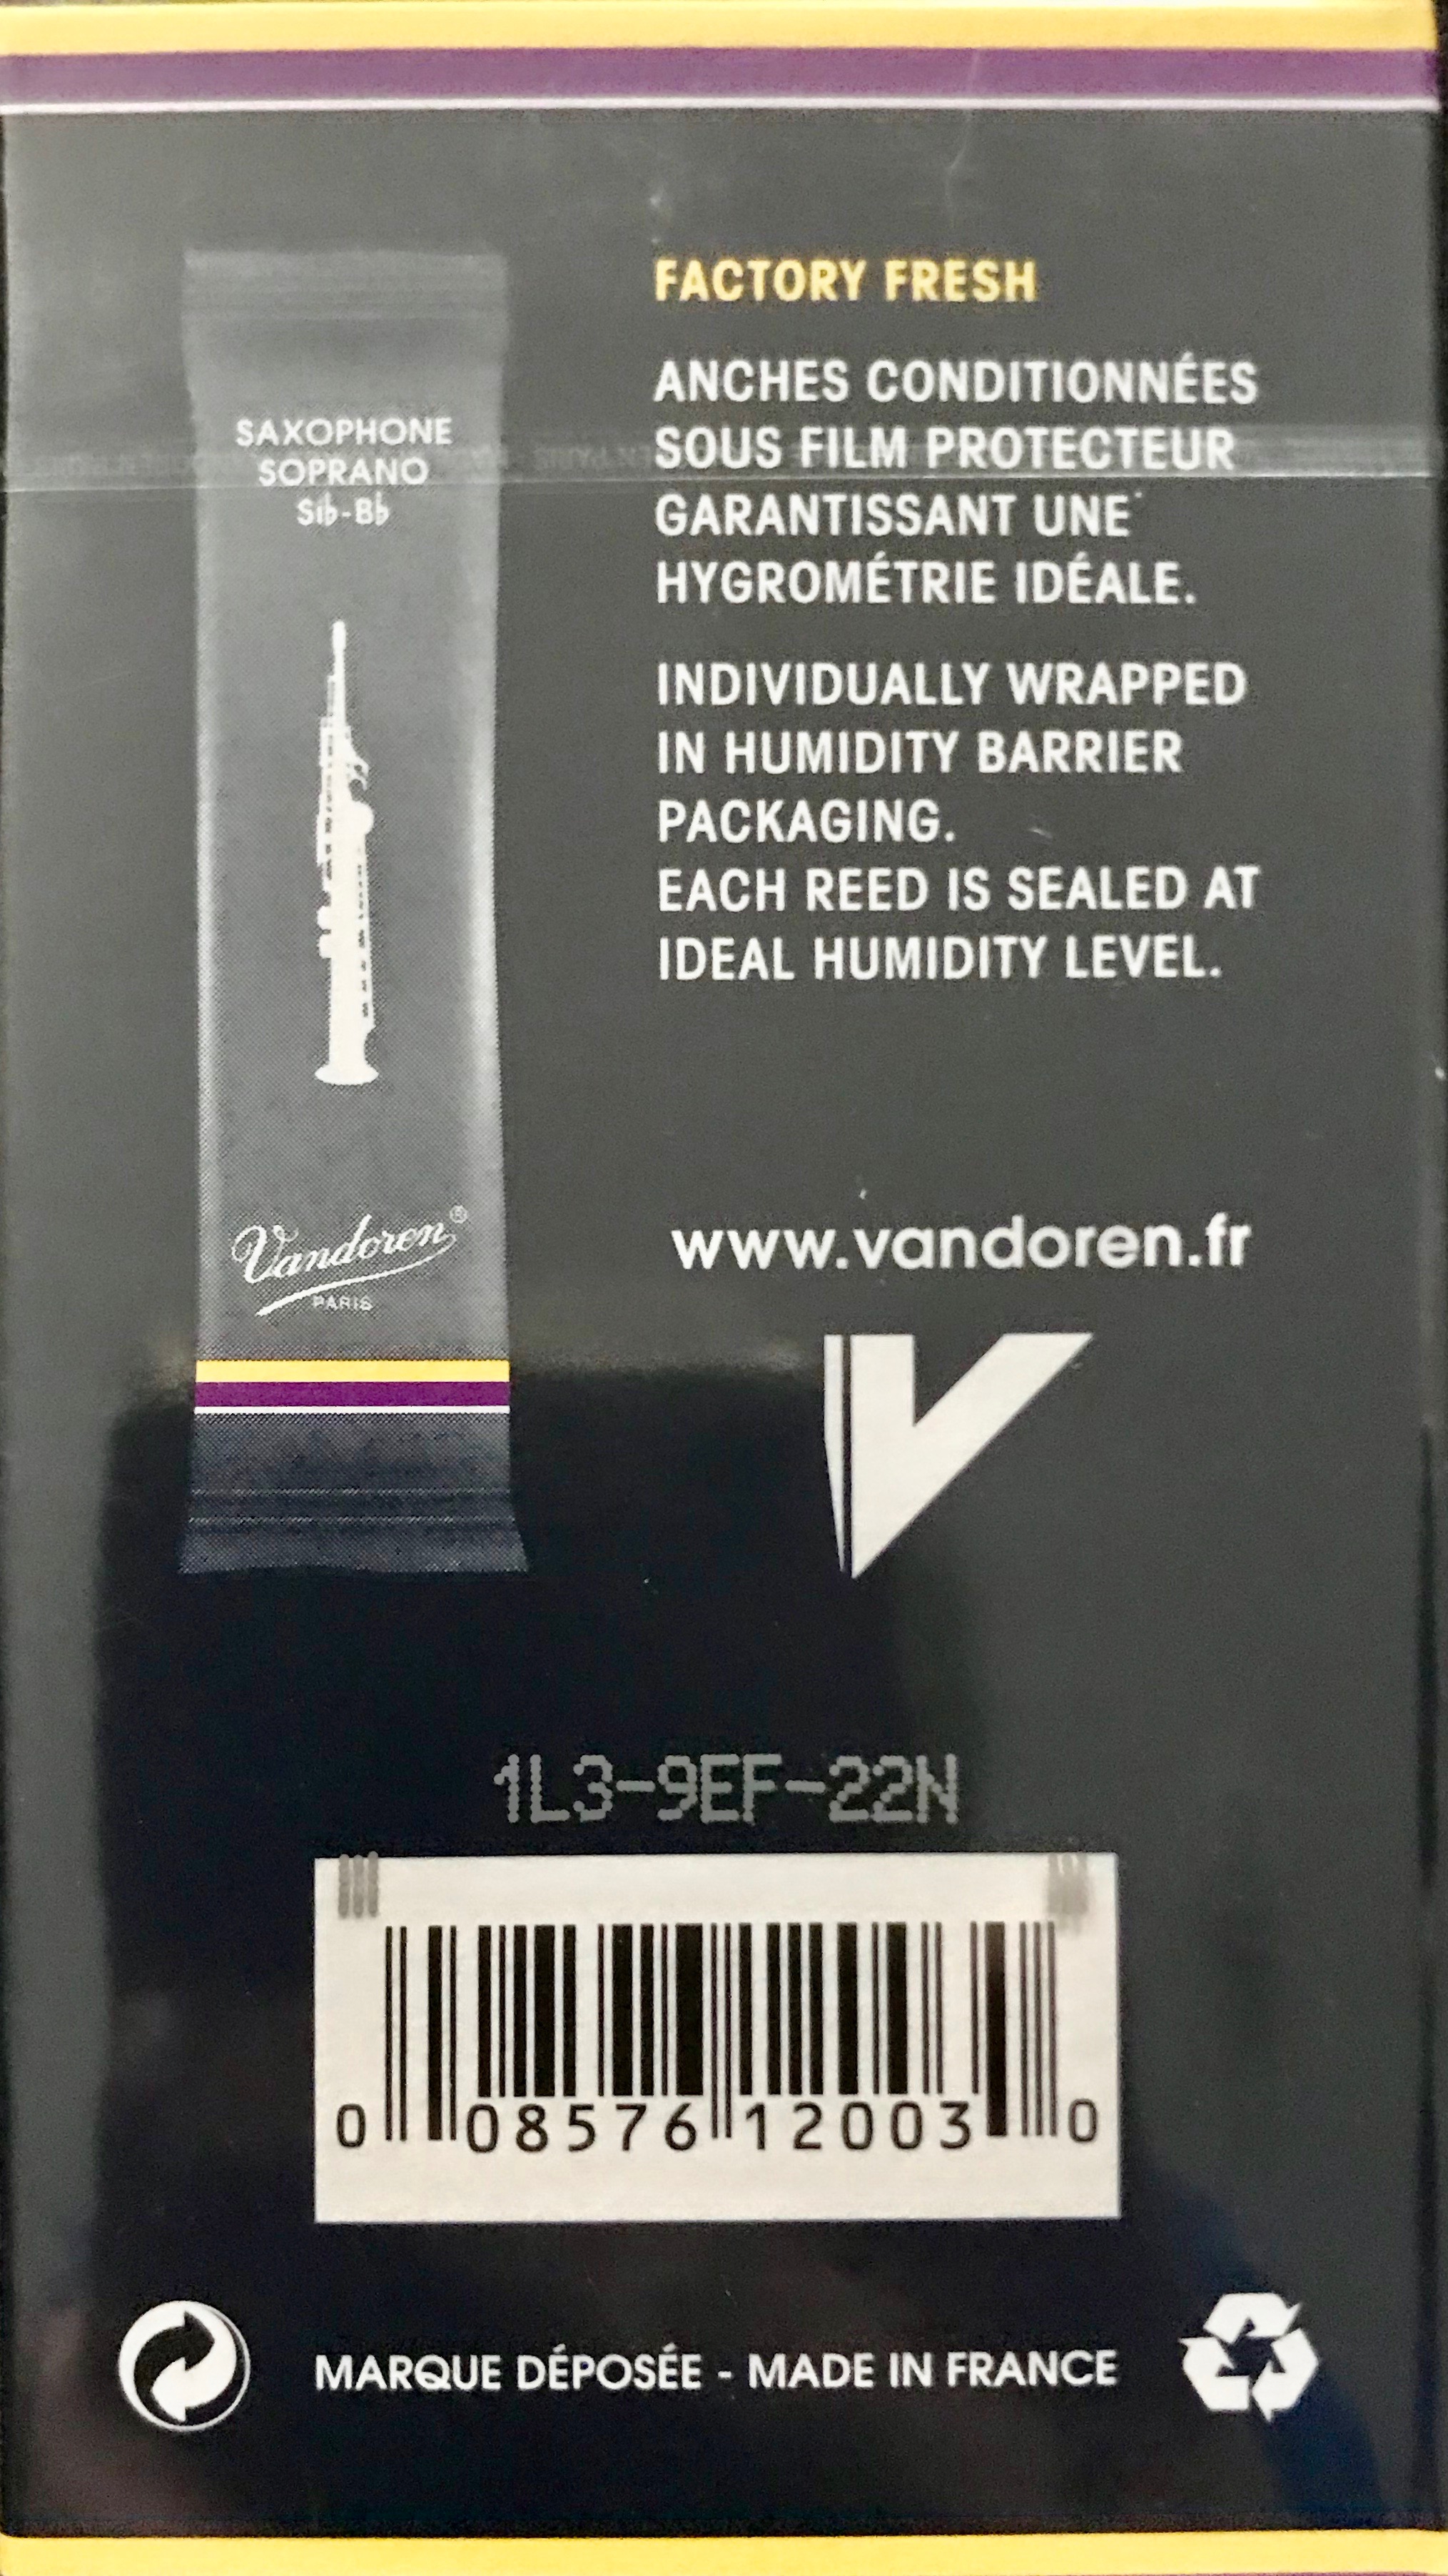 SAXOPHONE
SOPRANO
Si♭-B♭
Vandoren®
PARIS
FACTORY FRESH
ANCHES CONDITIONNÉES
SOUS FILM PROTECTEUR
GARANTISSANT UNE
HYGROMÉTRIE IDÉALE.
INDIVIDUALLY WRAPPED
IN HUMIDITY BARRIER
PACKAGING.
EACH REED IS SEALED AT
IDEAL HUMIDITY LEVEL.
www.vandoren.fr
V
1L3-9EF-22N
0 08576 12003 0
MARQUE DÉPOSÉE - MADE IN FRANCE